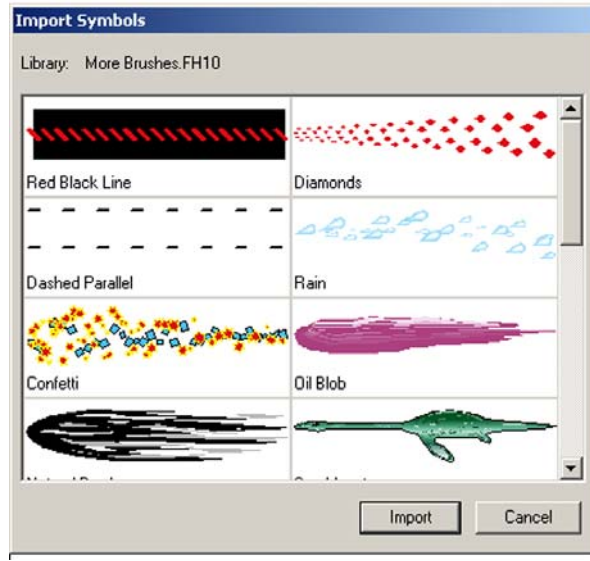 Import Symbols
Library: More Brushes.FH10
Red Black Line
Diamonds
Dashed Parallel
Rain
Confetti
Oil Blob
Import
Cancel